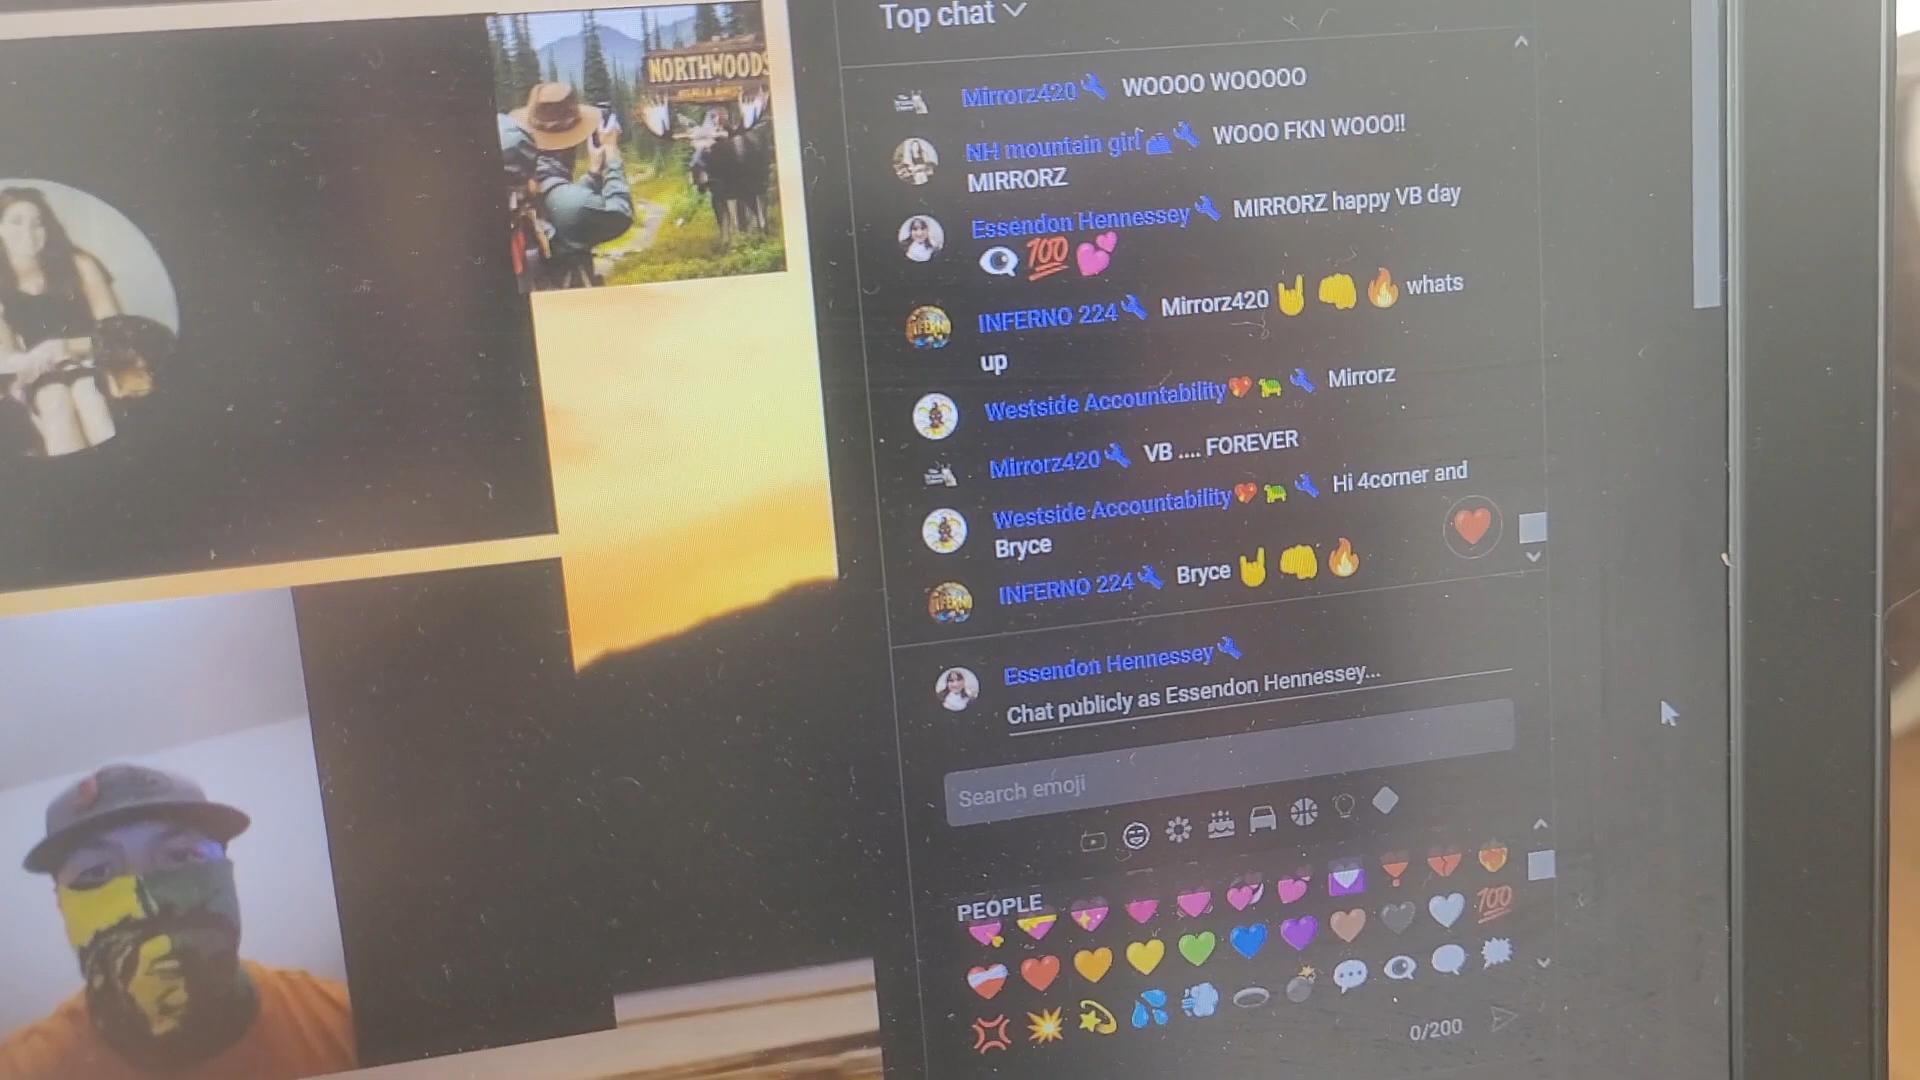 Top chat
NORTHWOODS
Mirrorz420 WOOOO WOOOOO
NH mountain girl WOOO FKN WOOO!!
MIRRORZ
Essendon Hennessey MIRRORZ happy VB day
👁️‍🗨️ 💯 💕
INFERNO 224 Mirrorz420 🤘 👊 🔥 whats
up
Westside Accountability Mirrorz
Mirrorz420 VB .... FOREVER
Westside Accountability Hi 4corner and
Bryce
INFERNO 224 Bryce 🤘 👊 🔥
Essendon Hennessey
Chat publicly as Essendon Hennessey...
Search emoji
PEOPLE
0/200